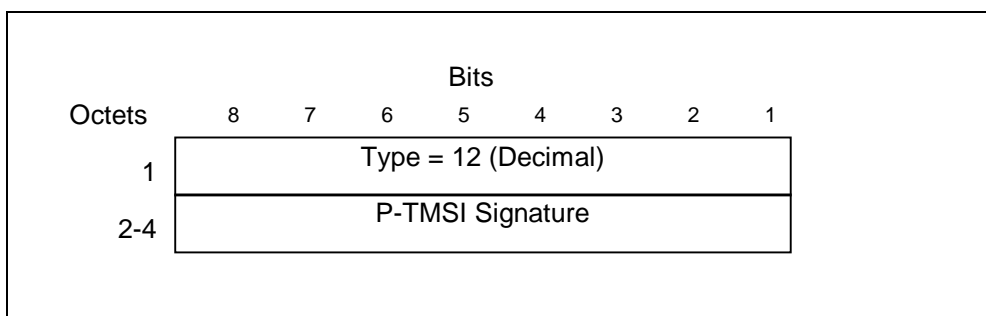 Bits
Octets 8 7 6 5 4 3 2 1
1 Type = 12 (Decimal)
2-4 P-TMSI Signature